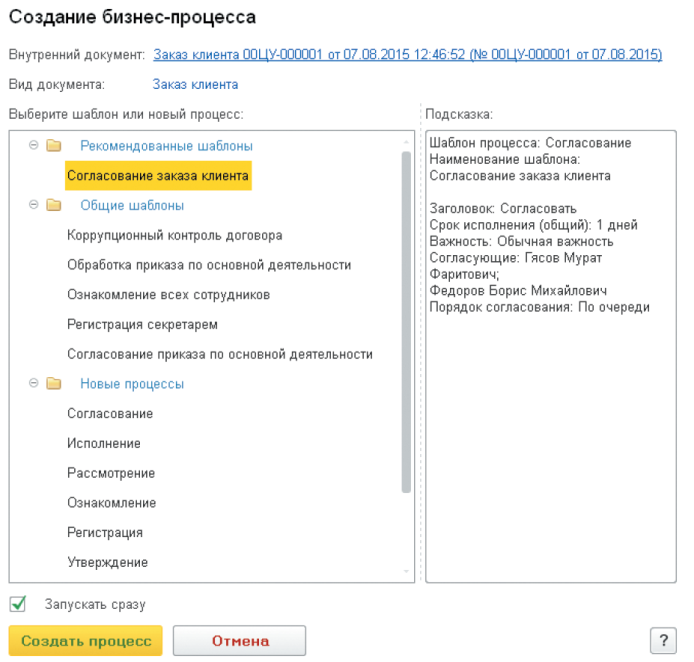 Создание бизнес-процесса
Внутренний документ: Заказ клиента 00ЦУ-000001 от 07.08.2015 12:46:52 (№ 00ЦУ-000001 от 07.08.2015)
Вид документа: Заказ клиента
Выберите шаблон или новый процесс:
Рекомендованные шаблоны
Согласование заказа клиента
Общие шаблоны
Коррупционный контроль договора
Обработка приказа по основной деятельности
Ознакомление всех сотрудников
Регистрация секретарем
Согласование приказа по основной деятельности
Новые процессы
Согласование
Исполнение
Рассмотрение
Ознакомление
Регистрация
Утверждение
Подсказка:
Шаблон процесса: Согласование
Наименование шаблона:
Согласование заказа клиента
Заголовок: Согласовать
Срок исполнения (общий): 1 дней
Важность: Обычная важность
Согласующие: Гясов Мурат
Фаритович;
Федоров Борис Михайлович
Порядок согласования: По очереди
Запускать сразу
Создать процесс
Отмена
?